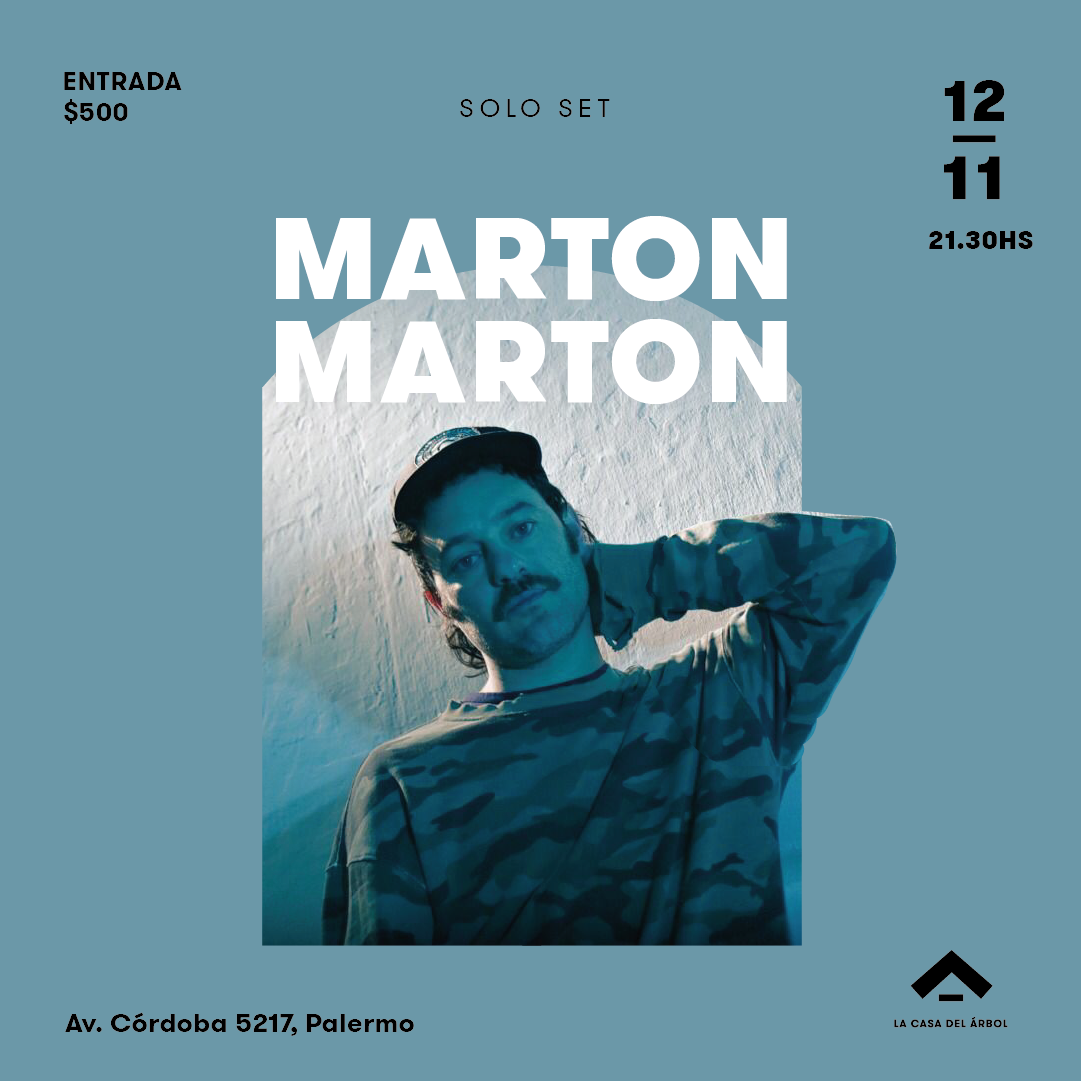 ENTRADA
$500
SOLO SET
12
11
21.30HS
MARTON
MARTON
Av. Córdoba 5217, Palermo
LA CASA DEL ÁRBOL